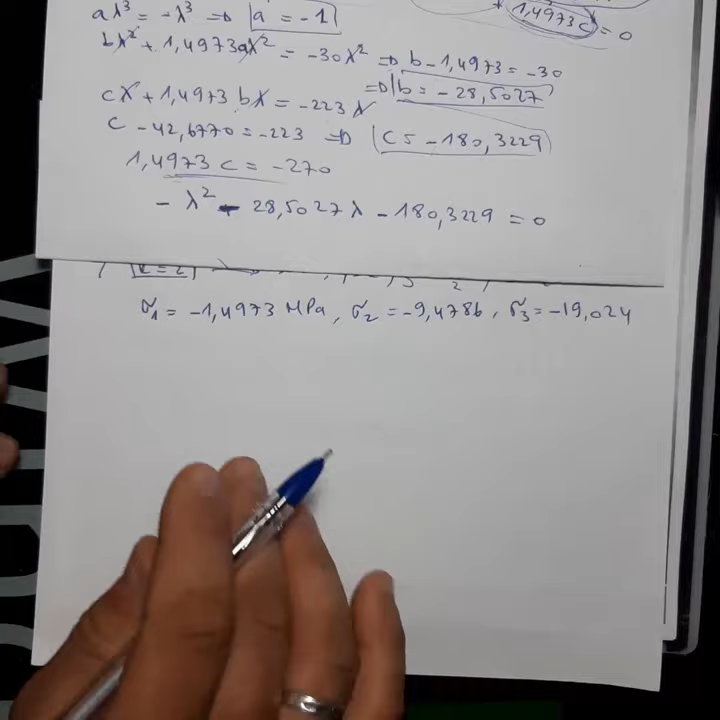 1,4973 c = 0
aλ³ = -λ³ ⇒ a = -1
bλ² + 1,4973aλ² = -30λ² ⇒ b - 1,4973 = -30
⇒ b = -28,5027
cλ + 1,4973 bλ = -223 λ
c - 42,6770 = -223 ⇒ c = -180,3229
1,4973 c = -270
- λ² - 28,5027 λ - 180,3229 = 0
σ₁ = -1,4973 MPa, σ₂ = -9,4786, σ₃ = -19,024